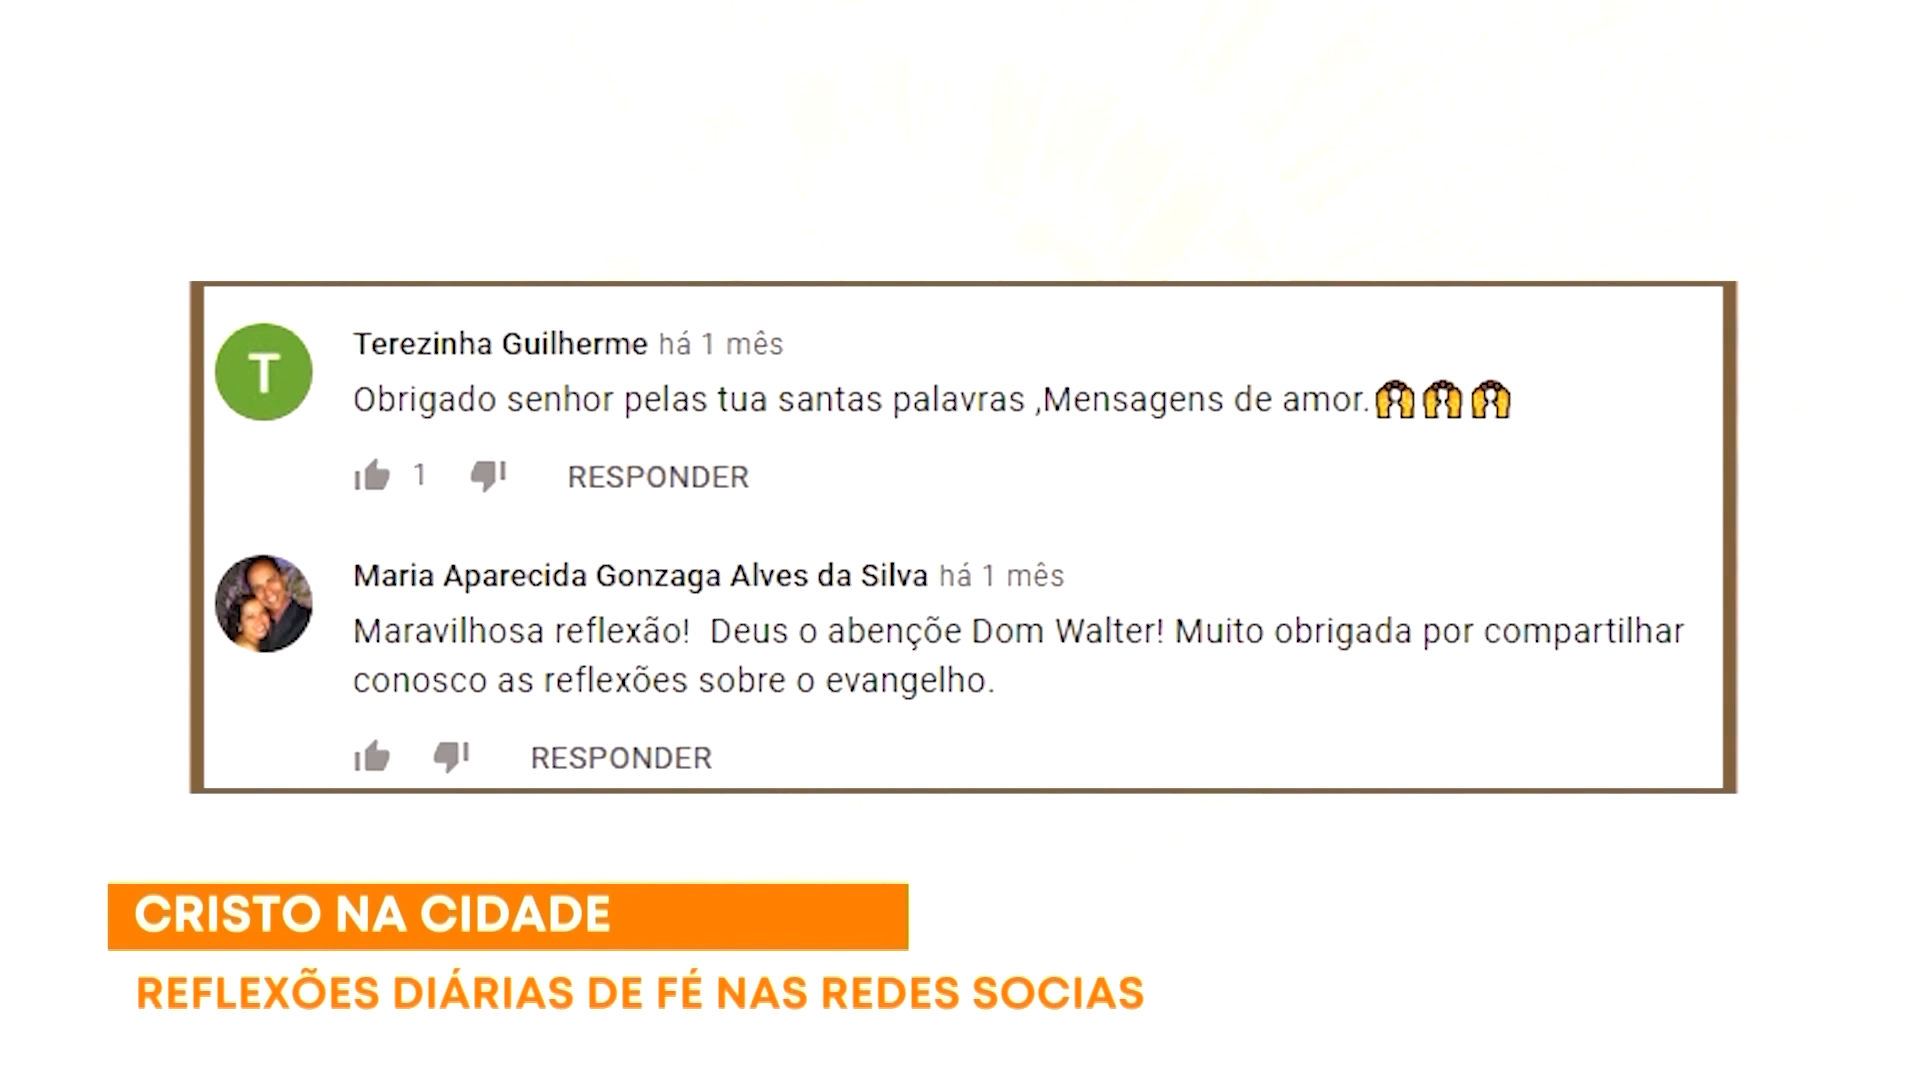 T
Terezinha Guilherme há 1 mês
Obrigado senhor pelas tua santas palavras ,Mensagens de amor.🙌🙌🙌
1 RESPONDER
Maria Aparecida Gonzaga Alves da Silva há 1 mês
Maravilhosa reflexão!  Deus o abençõe Dom Walter! Muito obrigada por compartilhar
conosco as reflexões sobre o evangelho.
RESPONDER
CRISTO NA CIDADE
REFLEXÕES DIÁRIAS DE FÉ NAS REDES SOCIAS